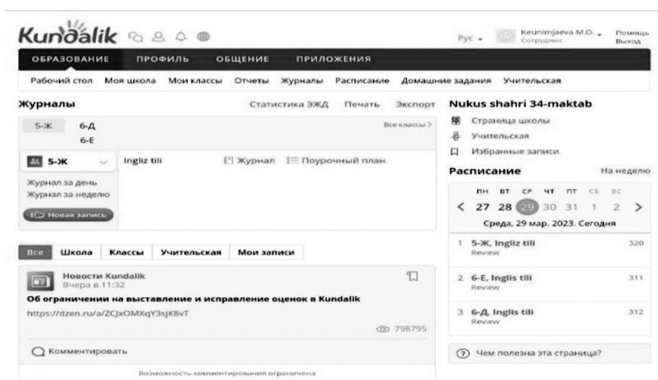 Kundalik
Рус
Keunimjaeva M.O.
Сотрудник
Помощь
Выход
ОБРАЗОВАНИЕ ПРОФИЛЬ ОБЩЕНИЕ ПРИЛОЖЕНИЯ
Рабочий стол Моя школа Мои классы Отчеты Журналы Расписание Домашние задания Учительская
Журналы
Статистика ЭЖД Печать Экспорт
5-Ж 6-Д Все классы >
6-Е
5-Ж Ingliz tili Журнал Поурочный план
Журнал за день
Журнал за неделю
Новая запись
Все Школа Классы Учительская Мои записи
Новости Kundalik
Вчера в 11:32
Об ограничении на выставление и исправление оценок в Kundalik
https://dzen.ru/a/ZCJxOMXqY3sjK8vT
798795
Комментировать
Возможность комментирования ограничена
Nukus shahri 34-maktab
Страница школы
Учительская
Избранные записи
Расписание На неделю
ПН ВТ СР ЧТ ПТ СБ ВС
< 27 28 29 30 31 1 2 >
Среда, 29 мар. 2023. Сегодня
1 5-Ж, Ingliz tili 320
Review
2 6-Е, Inglis tili 311
Review
3 6-Д, Inglis tili 312
Review
Чем полезна эта страница?